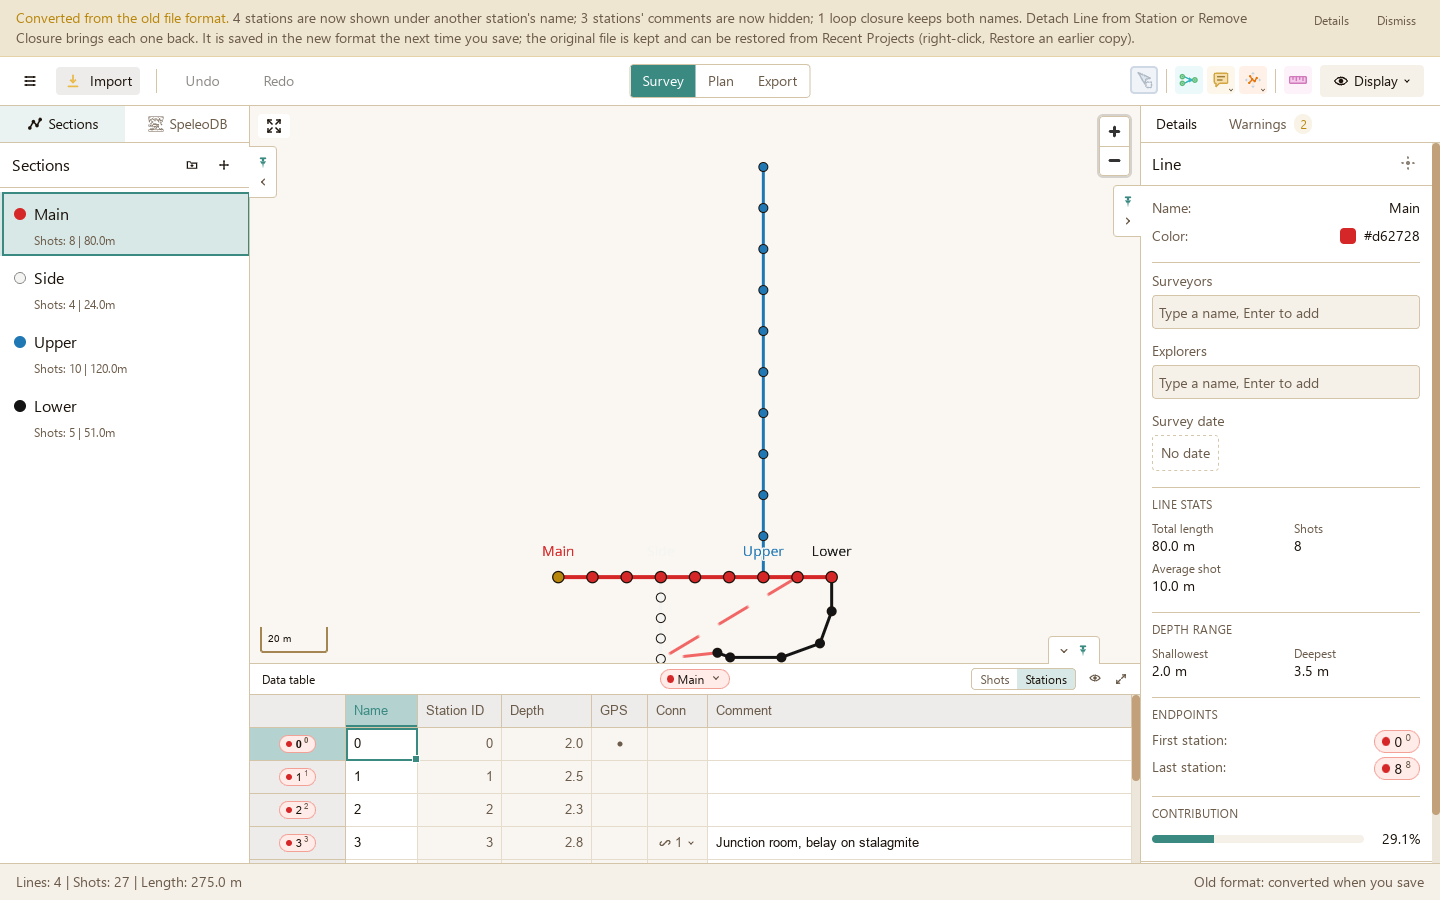 Converted from the old file format. 4 stations are now shown under another station's name; 3 stations' comments are now hidden; 1 loop closure keeps both names. Detach Line from Station or Remove
Closure brings each one back. It is saved in the new format the next time you save; the original file is kept and can be restored from Recent Projects (right-click, Restore an earlier copy).
Details
Dismiss
Import
Undo
Redo
Survey
Plan
Export
Display
Sections
SpeleoDB
Sections
Main
Shots: 8 | 80.0m
Side
Shots: 4 | 24.0m
Upper
Shots: 10 | 120.0m
Lower
Shots: 5 | 51.0m
Main
Upper
Lower
20 m
Data table
Main
Shots
Stations
Name
Station ID
Depth
GPS
Conn
Comment
0 0
0
0
2.0
1 1
1
1
2.5
2 2
2
2
2.3
3 3
3
3
2.8
1
Junction room, belay on stalagmite
Details
Warnings 2
Line
Name:
Main
Color:
#d62728
Surveyors
Type a name, Enter to add
Explorers
Type a name, Enter to add
Survey date
No date
LINE STATS
Total length
Shots
80.0 m
8
Average shot
10.0 m
DEPTH RANGE
Shallowest
Deepest
2.0 m
3.5 m
ENDPOINTS
First station:
0 0
Last station:
8 8
CONTRIBUTION
29.1%
Lines: 4 | Shots: 27 | Length: 275.0 m
Old format: converted when you save